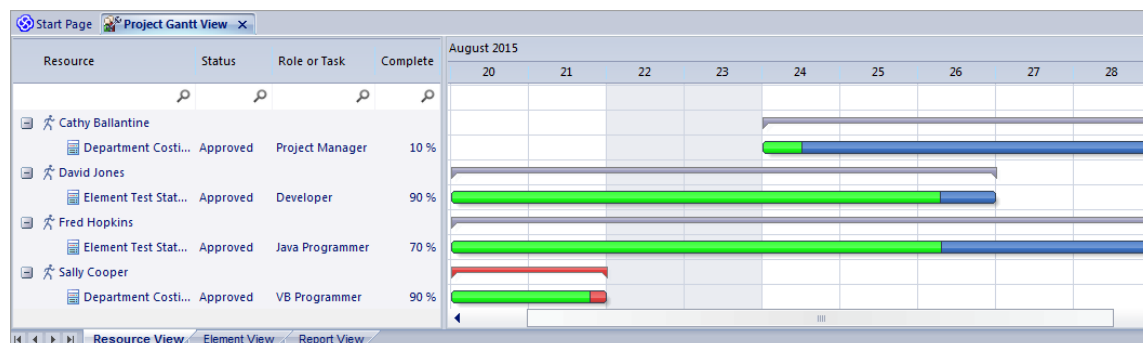 Start Page Project Gantt View X
August 2015
Resource Status Role or Task Complete
20 21 22 23 24 25 26 27 28
Cathy Ballantine
Department Costi... Approved Project Manager 10 %
David Jones
Element Test Stat... Approved Developer 90 %
Fred Hopkins
Element Test Stat... Approved Java Programmer 70 %
Sally Cooper
Department Costi... Approved VB Programmer 90 %
Resource View Element View Report View